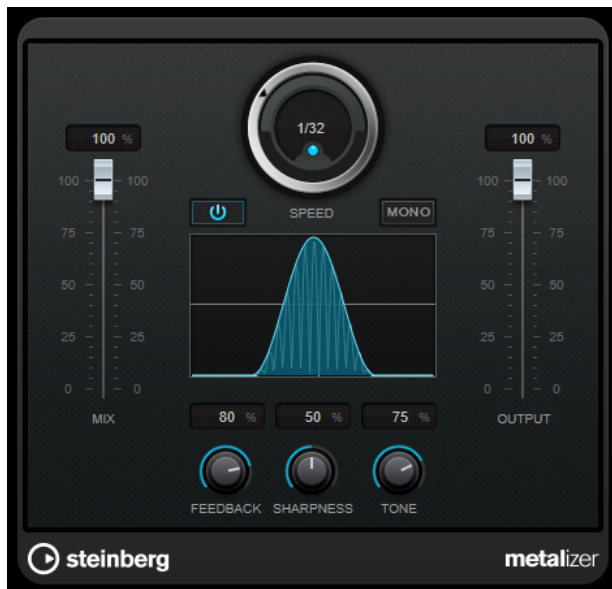 1/32
100 %
100 %
SPEED
MONO
100 100
75 75
50 50
25 25
0 0
MIX
100 100
75 75
50 50
25 25
0 0
OUTPUT
80 %
50 %
75 %
FEEDBACK
SHARPNESS
TONE
steinberg
metalizer